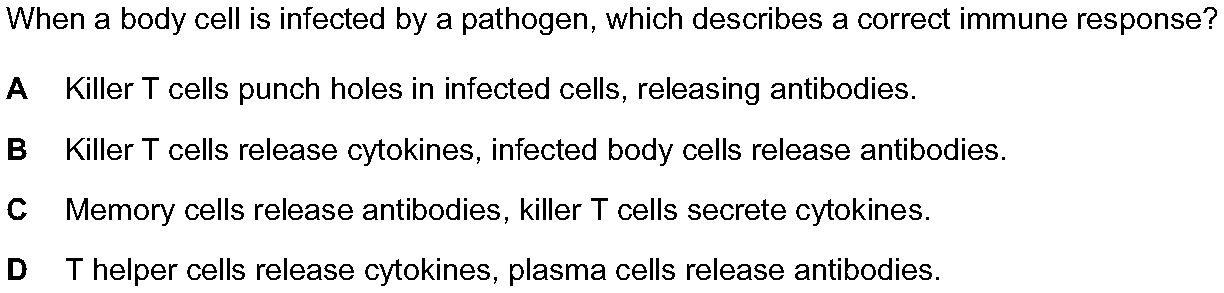 When a body cell is infected by a pathogen, which describes a correct immune response?
A Killer T cells punch holes in infected cells, releasing antibodies.
B Killer T cells release cytokines, infected body cells release antibodies.
C Memory cells release antibodies, killer T cells secrete cytokines.
D T helper cells release cytokines, plasma cells release antibodies.